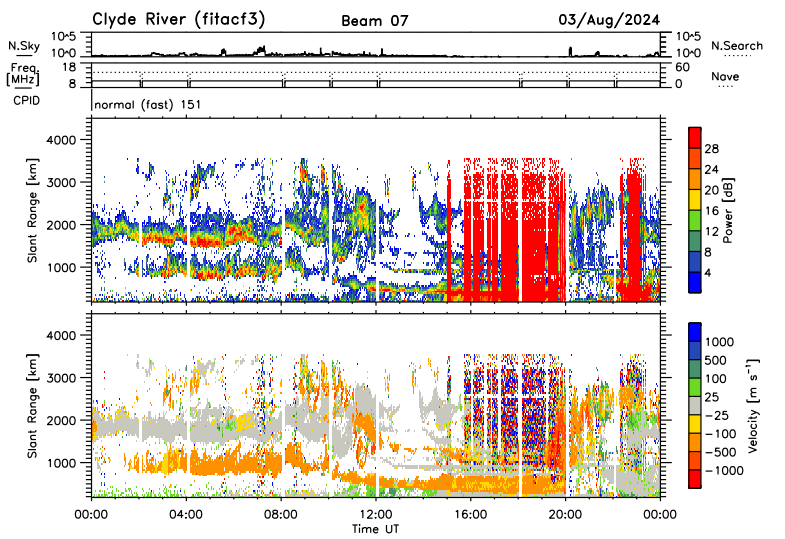 Clyde River (fitacf3) Beam 07 03/Aug/2024
N.Sky 10^5 10^0 10^5 10^0 N.Search
Freq. [MHz] 18 8 60 0 Nave
CPID normal (fast) 151
Slant Range [km] 4000 3000 2000 1000
Power [dB] 28 24 20 16 12 8 4
Slant Range [km] 4000 3000 2000 1000
Velocity [m s⁻¹] 1000 500 100 25 −25 −100 −500 −1000
00:00 04:00 08:00 12:00 16:00 20:00 00:00
Time UT